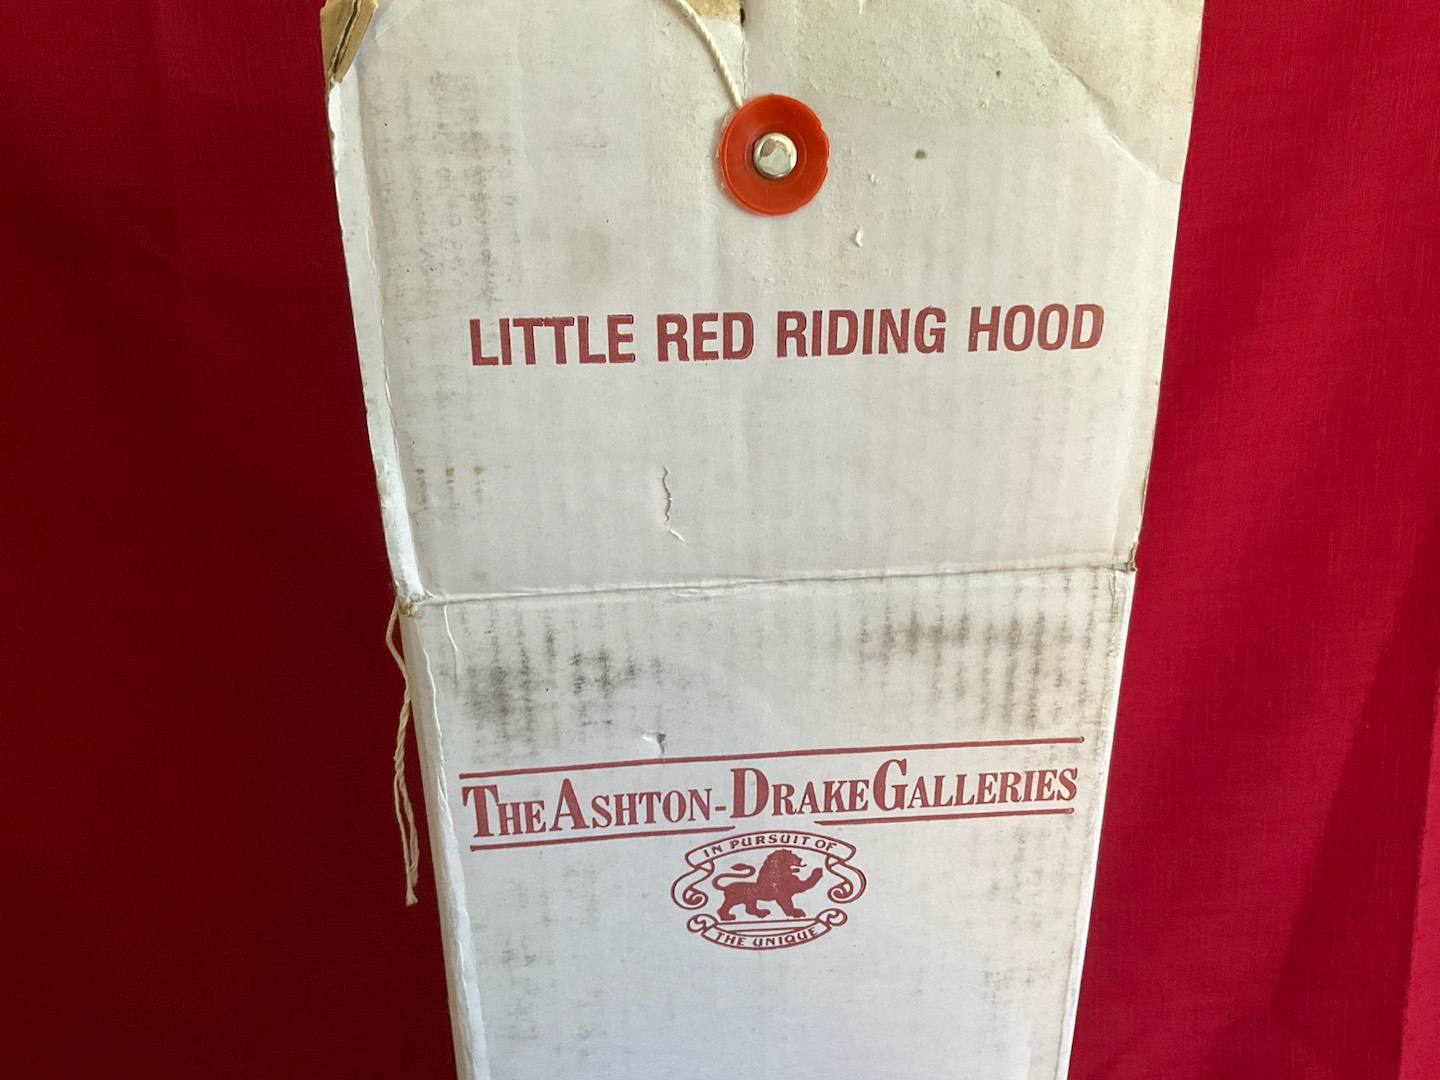 LITTLE RED RIDING HOOD
THE ASHTON-DRAKE GALLERIES
IN PURSUIT OF
THE UNIQUE